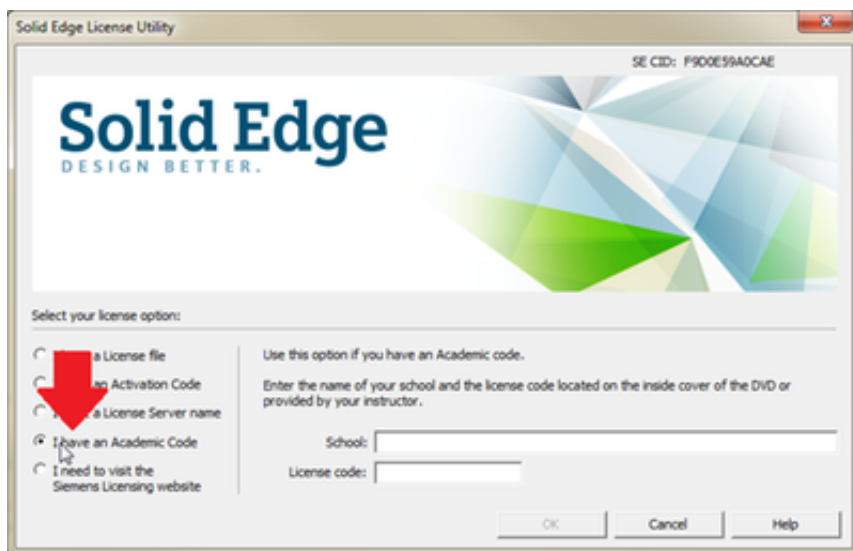 Solid Edge License Utility
SE CID: F9D0E59A0CAE
Solid Edge
DESIGN BETTER.
Select your license option:
a License file
an Activation Code
a License Server name
I have an Academic Code
I need to visit the
Siemens Licensing website
Use this option if you have an Academic code.
Enter the name of your school and the license code located on the inside cover of the DVD or
provided by your instructor.
School:
License code:
OK
Cancel
Help